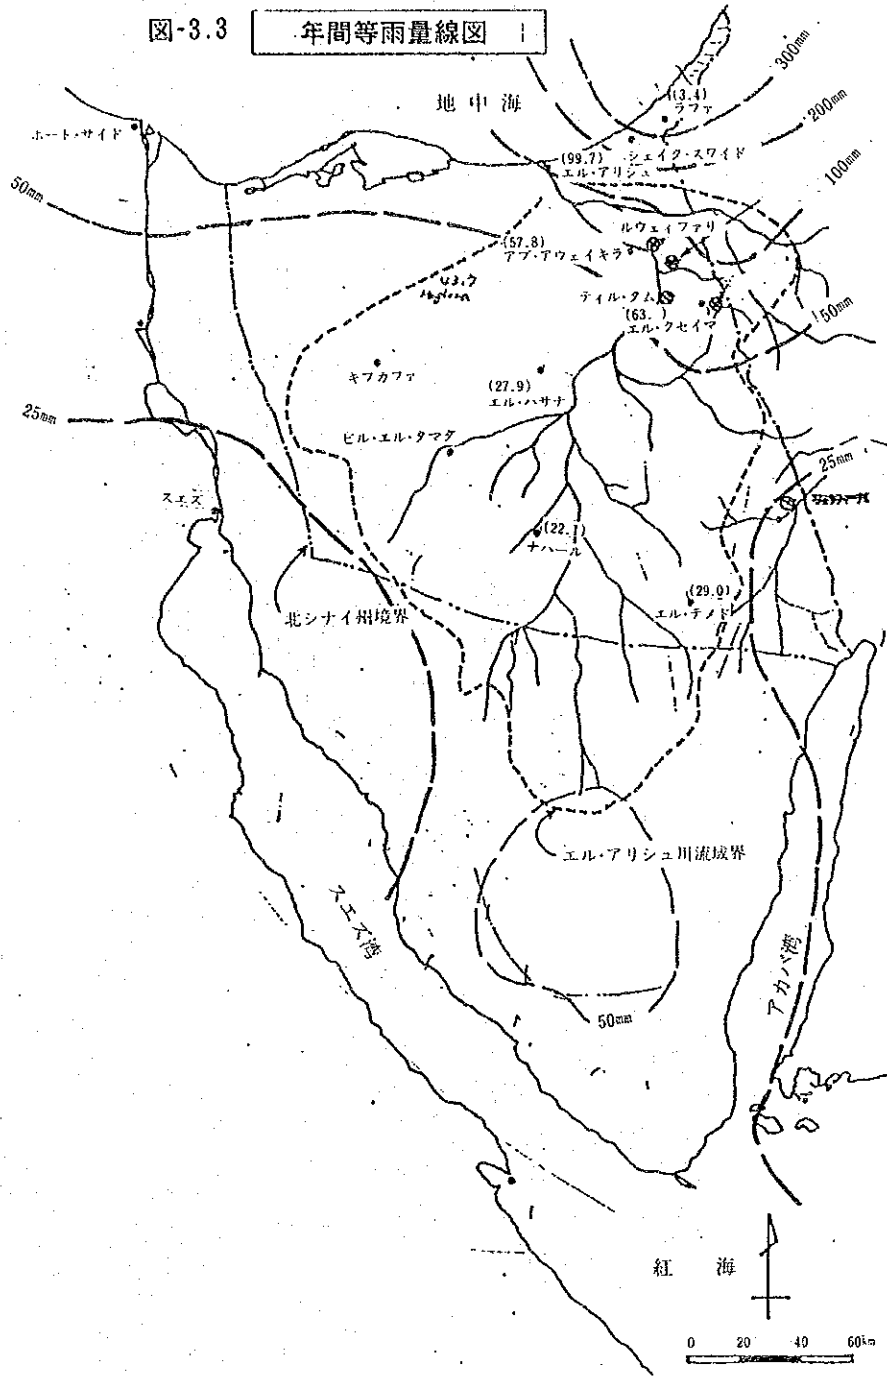 図-3.3 年間等雨量線図
300mm
地中海
(3.4)
ラファ
200mm
ポート・サイド
(99.7)
シェイク・スワイド
エル・アリシュ
100mm
50mm
ルウェイファリ
(57.8)
アブ・アウェイキラ
43.7
ティル・タム
(63. )
エル・クセイマ
50mm
キフカファ
(27.9)
エル・ハサナ
25mm
ビル・エル・タマダ
25mm
スエズ
(22.1)
ナハール
(29.0)
エル・テメド
北シナイ州境界
エル・アリシュ川流域界
スエズ湾
アカバ湾
50mm
紅海
0 20 40 60km